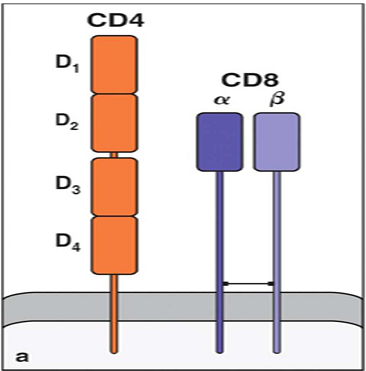 CD4
D₁
D₂
D₃
D₄
CD8
α β
a